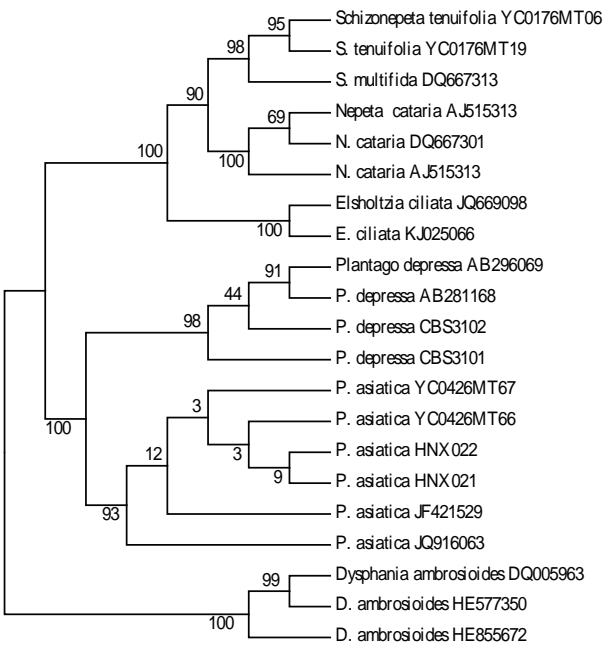 95
Schizonepeta tenuifolia YC0176MT06
S. tenuifolia YC0176MT19
98
S. multifida DQ667313
90
Nepeta cataria AJ515313
69
N. cataria DQ667301
100
N. cataria AJ515313
100
Elsholtzia ciliata JQ669098
100
E. ciliata KJ025066
Plantago depressa AB296069
91
P. depressa AB281168
44
P. depressa CBS3102
98
P. depressa CBS3101
P. asiatica YC0426MT67
3
P. asiatica YC0426MT66
100
3
P. asiatica HNX022
12
9
P. asiatica HNX021
93
P. asiatica JF421529
P. asiatica JQ916063
Dysphania ambrosioides DQ005963
99
D. ambrosioides HE577350
100
D. ambrosioides HE855672